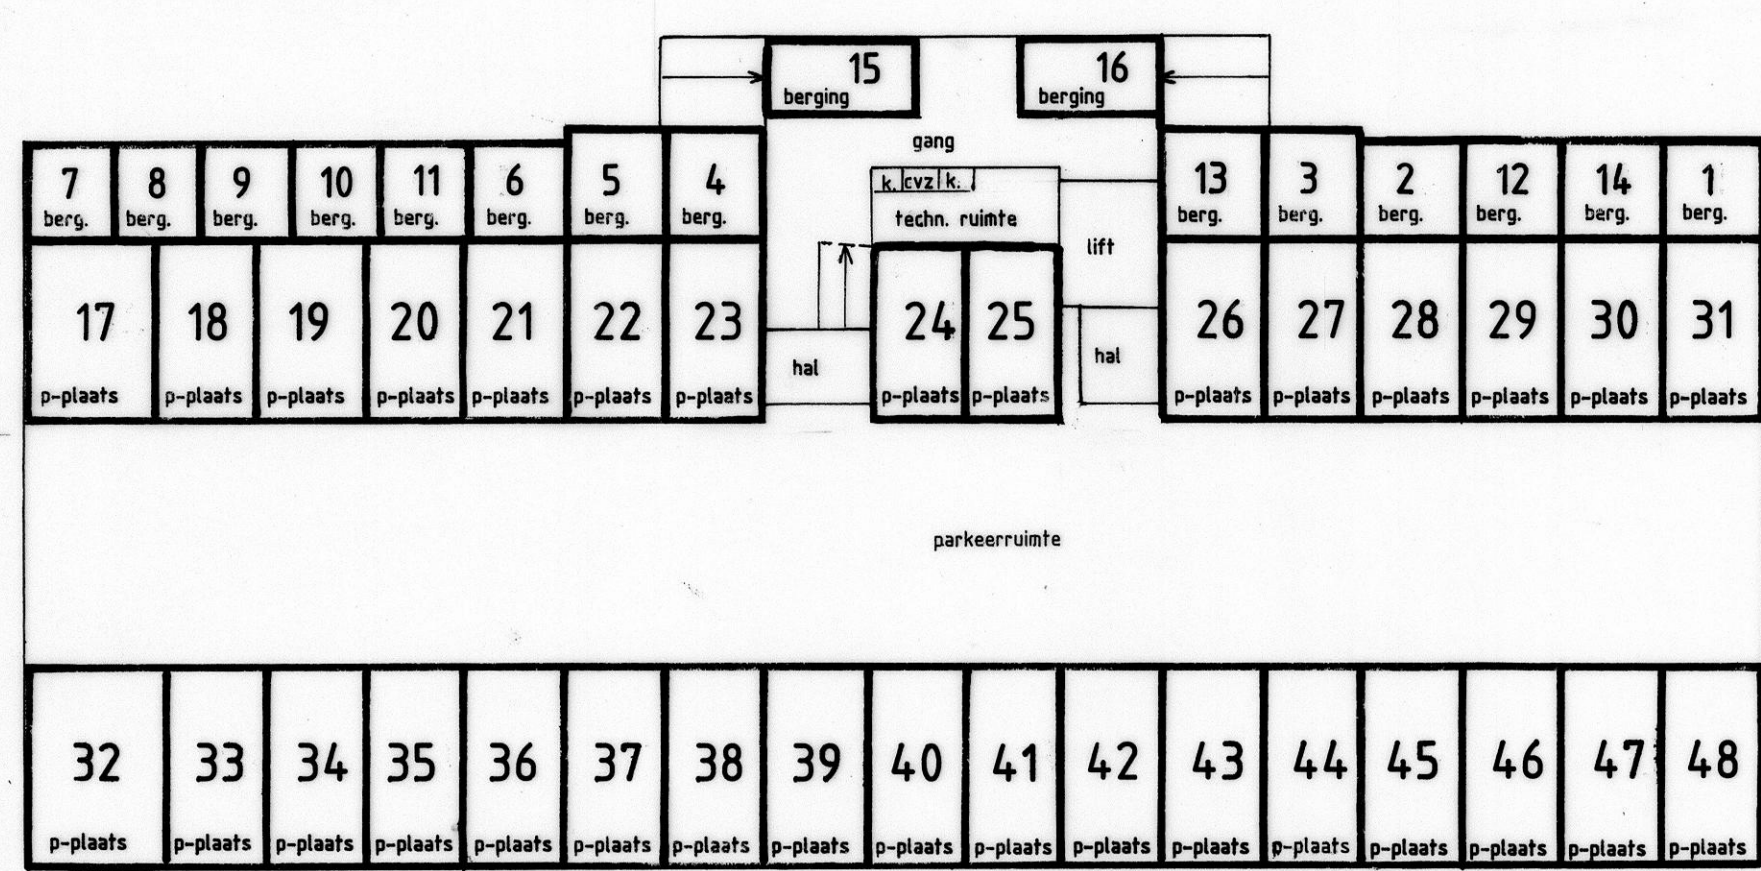 15 16
berging berging
gang
7 8 9 10 11 6 5 4 13 3 2 12 14 1
berg. berg. berg. berg. berg. berg. berg. berg. berg. berg. berg. berg. berg. berg.
k. cvz k.
techn. ruimte
lift
17 18 19 20 21 22 23 24 25 26 27 28 29 30 31
hal hal
p-plaats p-plaats p-plaats p-plaats p-plaats p-plaats p-plaats p-plaats p-plaats p-plaats p-plaats p-plaats p-plaats p-plaats p-plaats
parkeerruimte
32 33 34 35 36 37 38 39 40 41 42 43 44 45 46 47 48
p-plaats p-plaats p-plaats p-plaats p-plaats p-plaats p-plaats p-plaats p-plaats p-plaats p-plaats p-plaats p-plaats p-plaats p-plaats p-plaats p-plaats